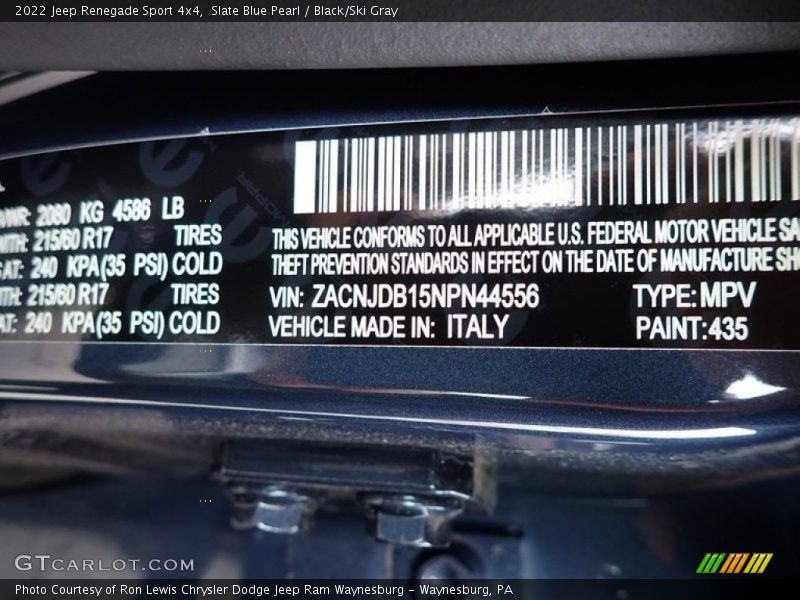 2022 Jeep Renegade Sport 4x4, Slate Blue Pearl / Black/Ski Gray
MOPAR
2080 KG 4586 LB
215/60 R17 TIRES
240 KPA(35 PSI) COLD
215/60 R17 TIRES
240 KPA(35 PSI) COLD
THIS VEHICLE CONFORMS TO ALL APPLICABLE U.S. FEDERAL MOTOR VEHICLE SA
THEFT PREVENTION STANDARDS IN EFFECT ON THE DATE OF MANUFACTURE SH
VIN: ZACNJDB15NPN44556 TYPE: MPV
VEHICLE MADE IN: ITALY PAINT: 435
GTCARLOT.COM
Photo Courtesy of Ron Lewis Chrysler Dodge Jeep Ram Waynesburg – Waynesburg, PA